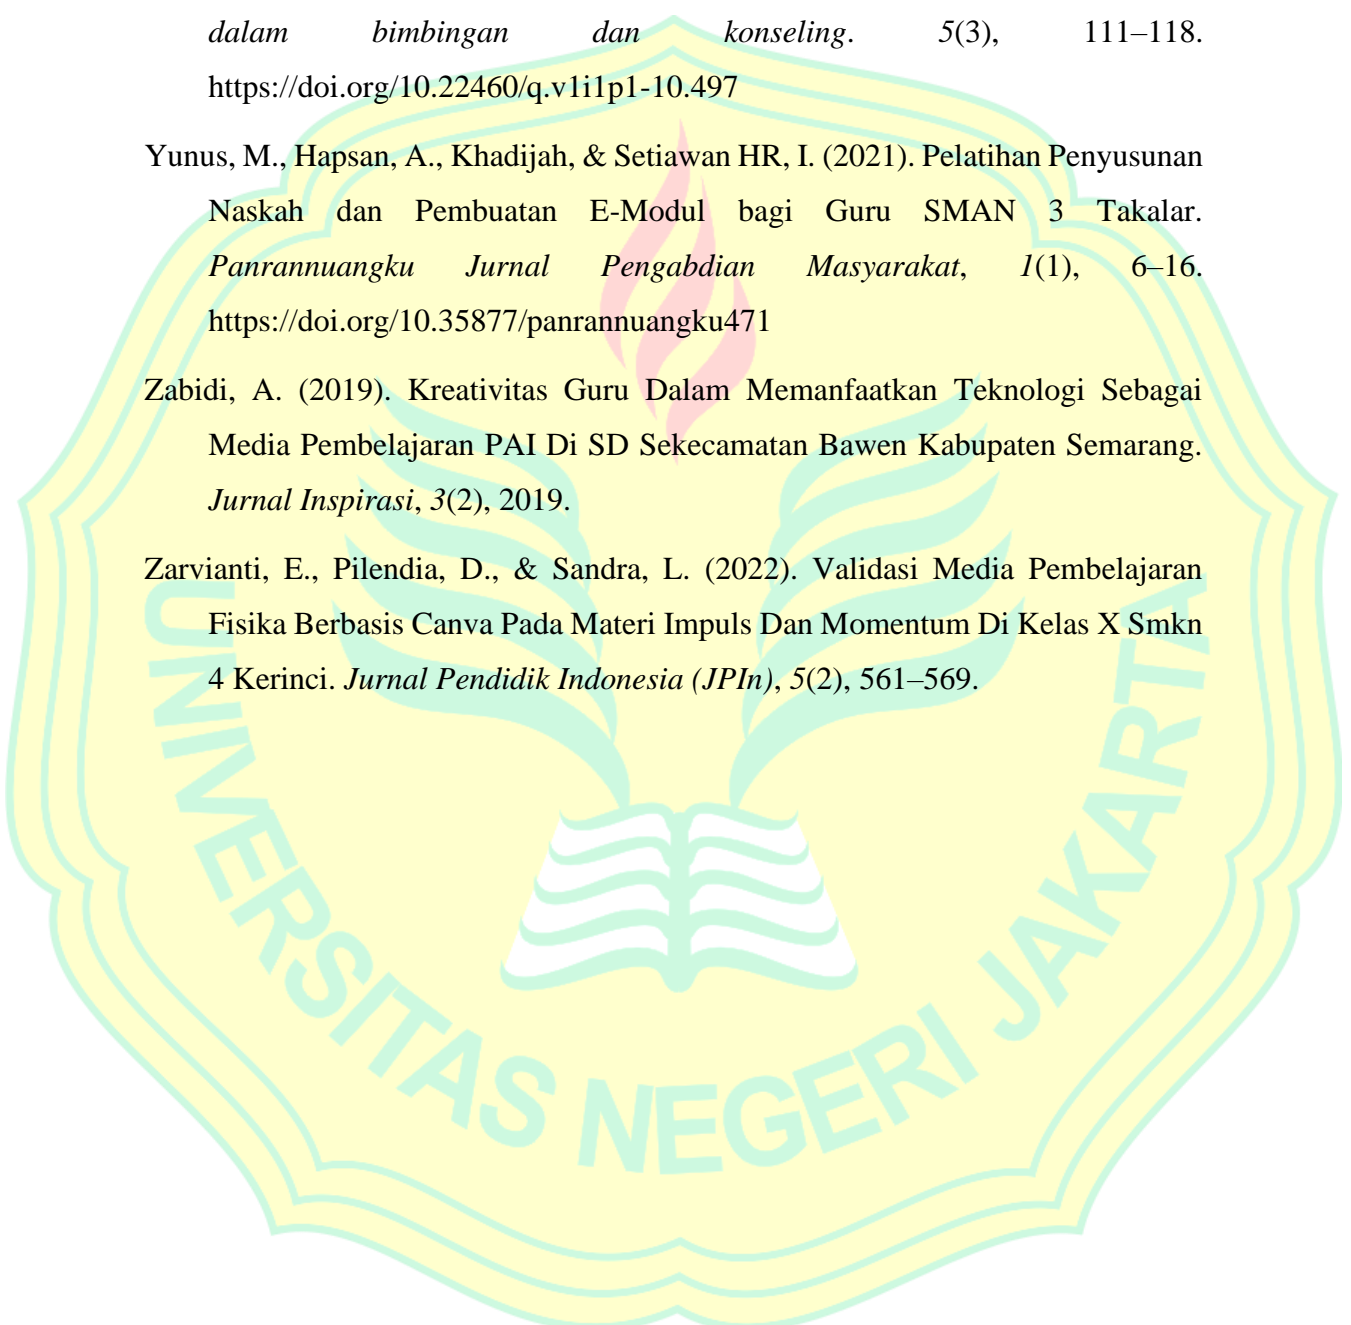 dalam bimbingan dan konseling. 5(3), 111–118.
https://doi.org/10.22460/q.v1i1p1-10.497
Yunus, M., Hapsan, A., Khadijah, & Setiawan HR, I. (2021). Pelatihan Penyusunan
Naskah dan Pembuatan E-Modul bagi Guru SMAN 3 Takalar.
Panrannuangku Jurnal Pengabdian Masyarakat, 1(1), 6–16.
https://doi.org/10.35877/panrannuangku471
Zabidi, A. (2019). Kreativitas Guru Dalam Memanfaatkan Teknologi Sebagai
Media Pembelajaran PAI Di SD Sekecamatan Bawen Kabupaten Semarang.
Jurnal Inspirasi, 3(2), 2019.
Zarvianti, E., Pilendia, D., & Sandra, L. (2022). Validasi Media Pembelajaran
Fisika Berbasis Canva Pada Materi Impuls Dan Momentum Di Kelas X Smkn
4 Kerinci. Jurnal Pendidik Indonesia (JPIn), 5(2), 561–569.
UNIVERSITAS NEGERI JAKARTA